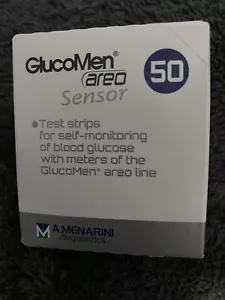 GlucoMen®
areo
50
Sensor
Test strips
for self-monitoring
of blood glucose
with meters of the
GlucoMen® areo line
A.MENARINI
diagnostics